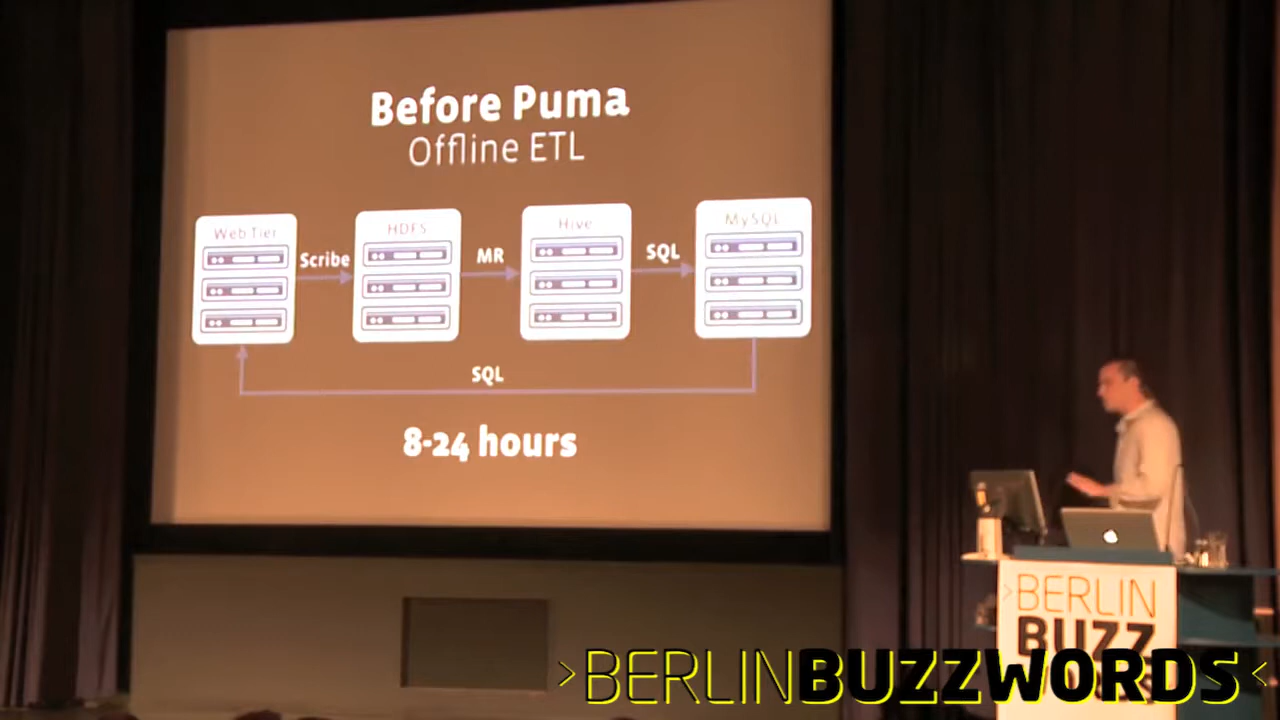 Before Puma
Offline ETL
Web Tier
Scribe
HDFS
MR
Hive
SQL
MySQL
SQL
8-24 hours
>BERLIN
BUZZ
>BERLINBUZZWORDS<